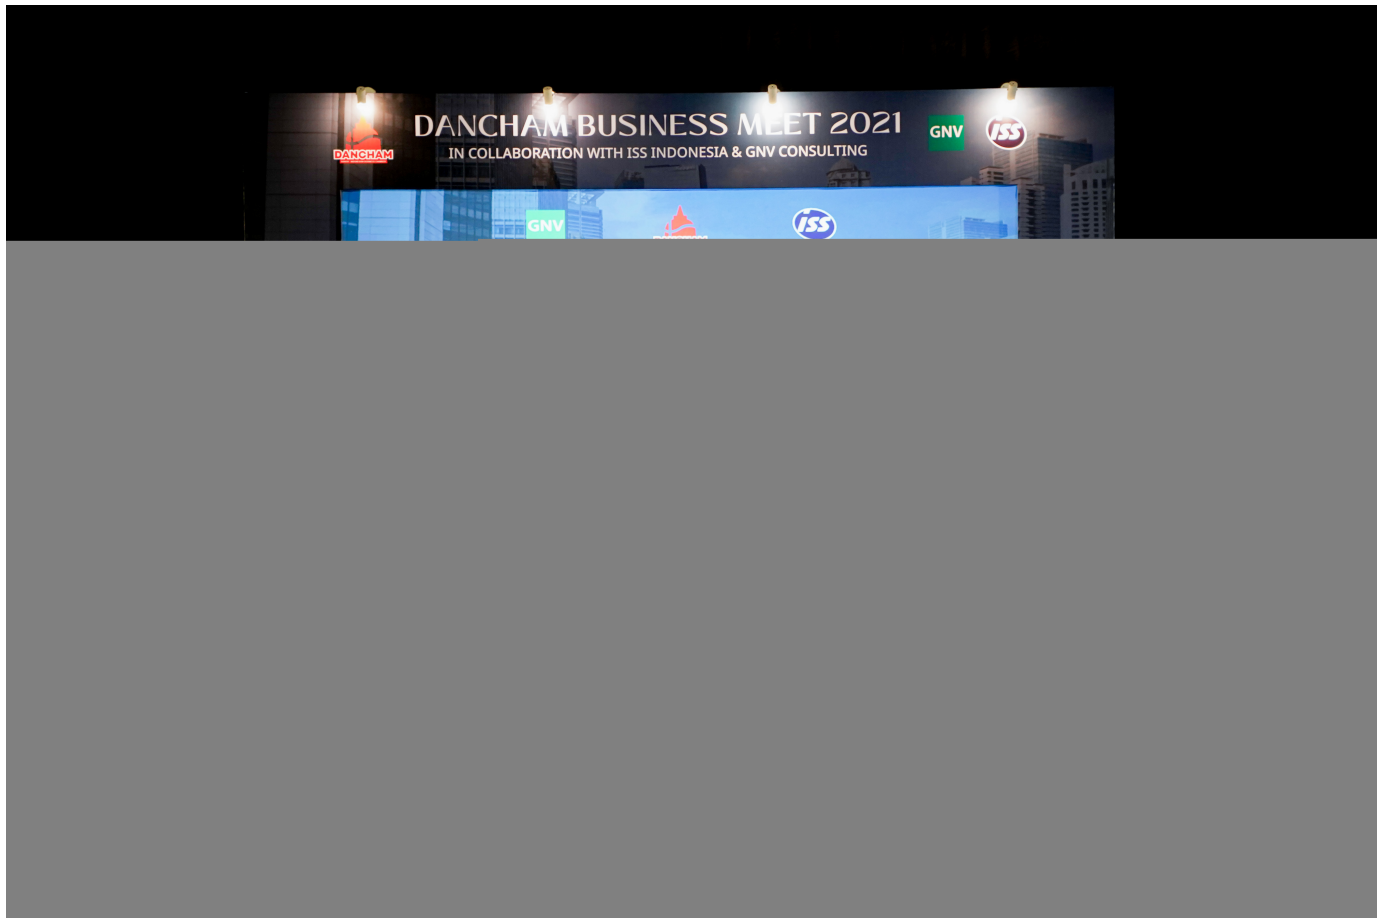 DANCHAM BUSINESS MEET 2021
IN COLLABORATION WITH ISS INDONESIA & GNV CONSULTING
DANCHAM
GNV
ISS
GNV
ISS